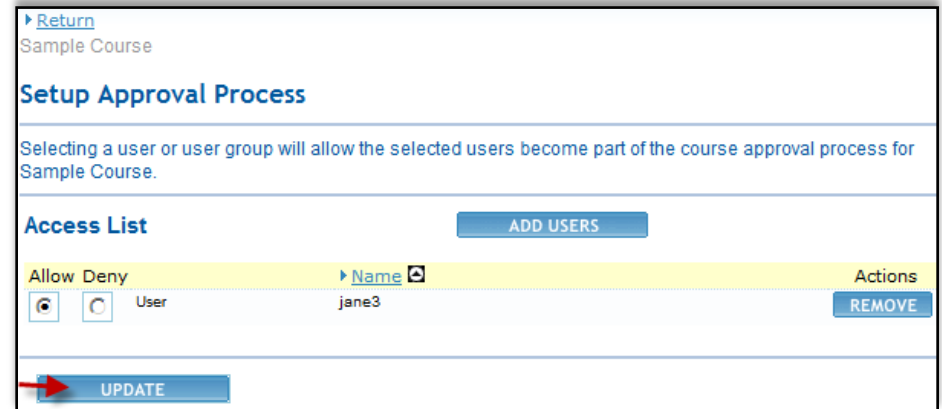 Return
Sample Course
Setup Approval Process
Selecting a user or user group will allow the selected users become part of the course approval process for
Sample Course.
Access List ADD USERS
Allow Deny Name Actions
User jane3 REMOVE
UPDATE